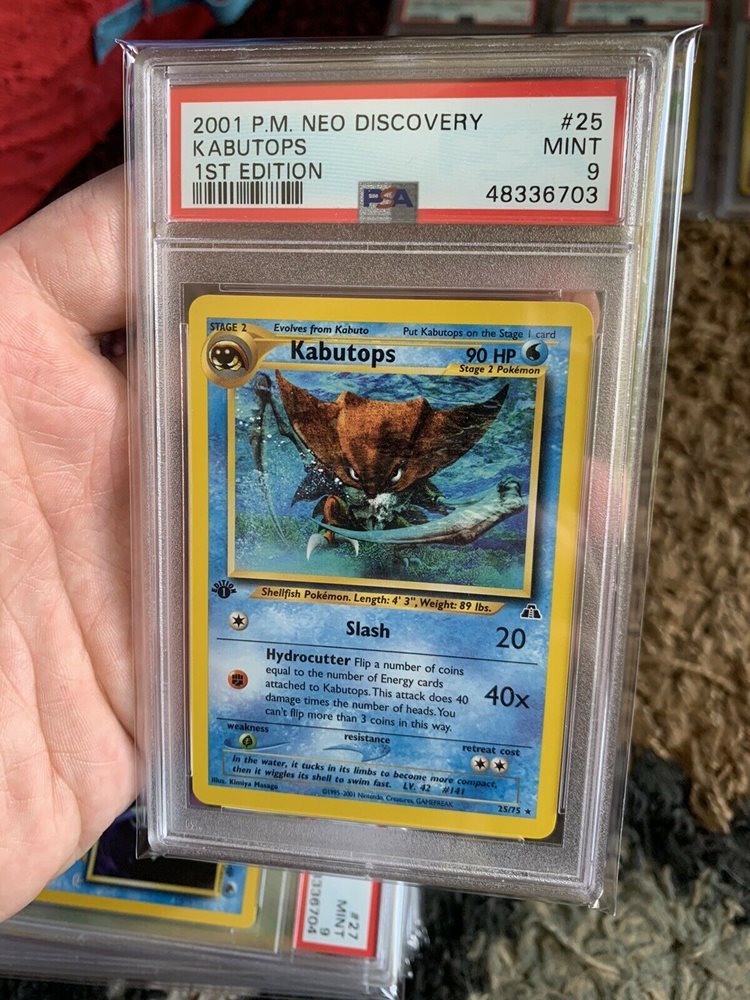 2001 P.M. NEO DISCOVERY #25
KABUTOPS MINT
1ST EDITION 9
PSA 48336703
STAGE 2 Evolves from Kabuto Put Kabutops on the Stage 1 card
Kabutops 90 HP
Stage 2 Pokémon
EDITION
1
Shellfish Pokémon. Length: 4' 3", Weight: 89 lbs.
Slash 20
Hydrocutter Flip a number of coins
equal to the number of Energy cards
attached to Kabutops. This attack does 40
damage times the number of heads. You
can't flip more than 3 coins in this way.
40x
weakness resistance retreat cost
In the water, it tucks in its limbs to become more compact,
then it wiggles its shell to swim fast. LV. 42 #141
Illus. Kimiya Masago ©1995-2001 Nintendo, Creatures, GAMEFREAK. 25/75 ★
#27
MINT
9
8336704